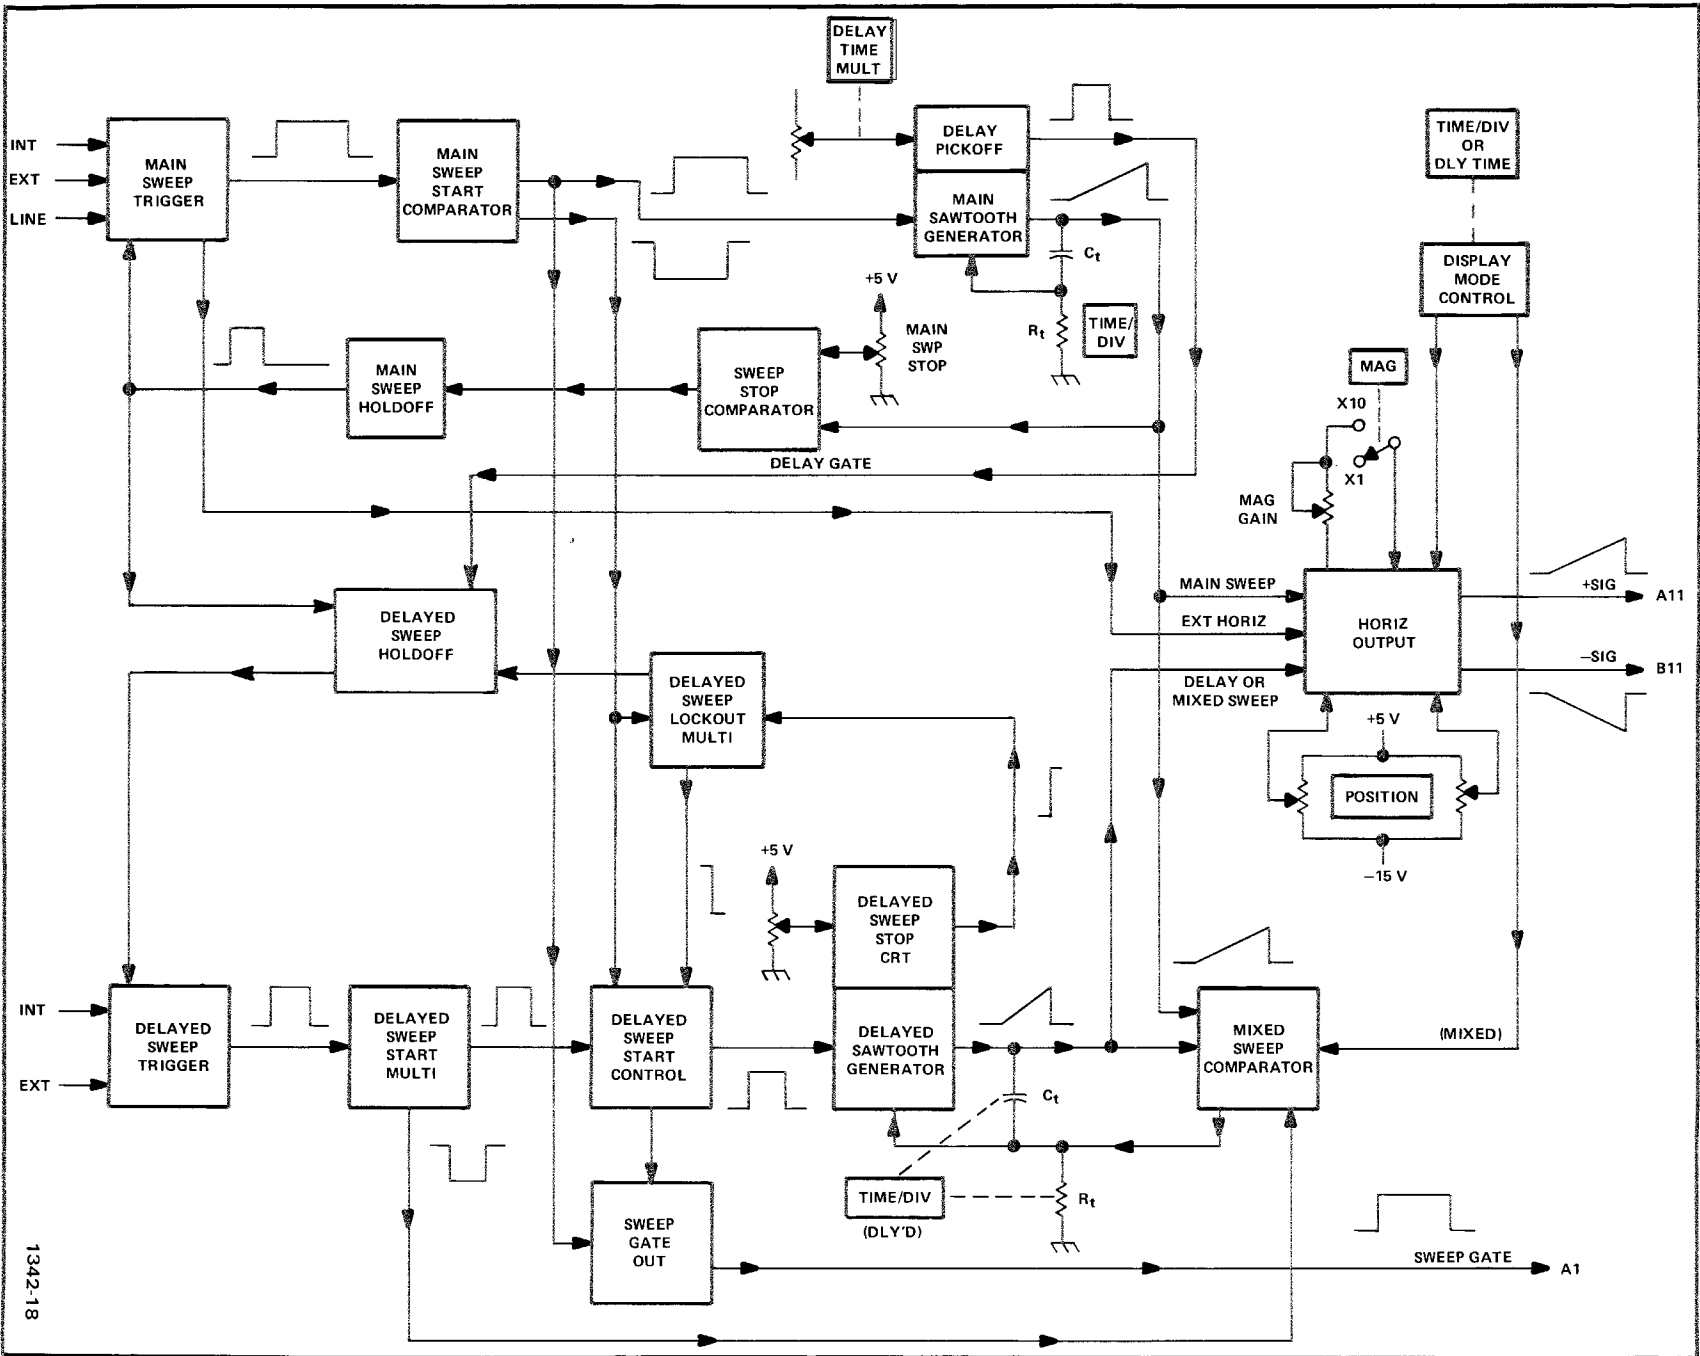 DELAY
TIME
MULT
INT
EXT
LINE
MAIN
SWEEP
TRIGGER
MAIN
SWEEP
START
COMPARATOR
DELAY
PICKOFF
MAIN
SAWTOOTH
GENERATOR
Ct
Rt
TIME/
DIV
TIME/DIV
OR
DLY TIME
DISPLAY
MODE
CONTROL
+5 V
MAIN
SWP
STOP
MAIN
SWEEP
HOLDOFF
SWEEP
STOP
COMPARATOR
MAG
X10
X1
MAG
GAIN
DELAY GATE
DELAYED
SWEEP
HOLDOFF
MAIN SWEEP
EXT HORIZ
DELAY OR
MIXED SWEEP
HORIZ
OUTPUT
+SIG
A11
−SIG
B11
DELAYED
SWEEP
LOCKOUT
MULTI
+5 V
POSITION
−15 V
+5 V
DELAYED
SWEEP
STOP
CRT
INT
EXT
DELAYED
SWEEP
TRIGGER
DELAYED
SWEEP
START
MULTI
DELAYED
SWEEP
START
CONTROL
DELAYED
SAWTOOTH
GENERATOR
MIXED
SWEEP
COMPARATOR
(MIXED)
Ct
TIME/DIV
(DLY'D)
Rt
SWEEP
GATE
OUT
SWEEP GATE
A1
1342-18